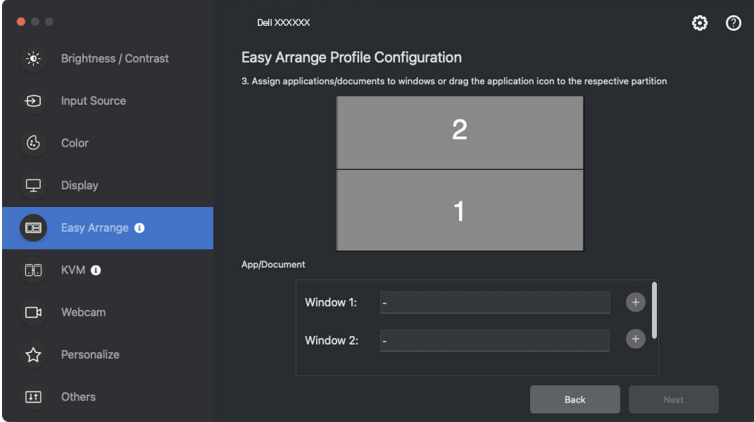 Dell XXXXXX
Brightness / Contrast
Input Source
Color
Display
Easy Arrange
KVM
Webcam
Personalize
Others
Easy Arrange Profile Configuration
3. Assign applications/documents to windows or drag the application icon to the respective partition
2
1
App/Document
Window 1: -
Window 2: -
Back
Next